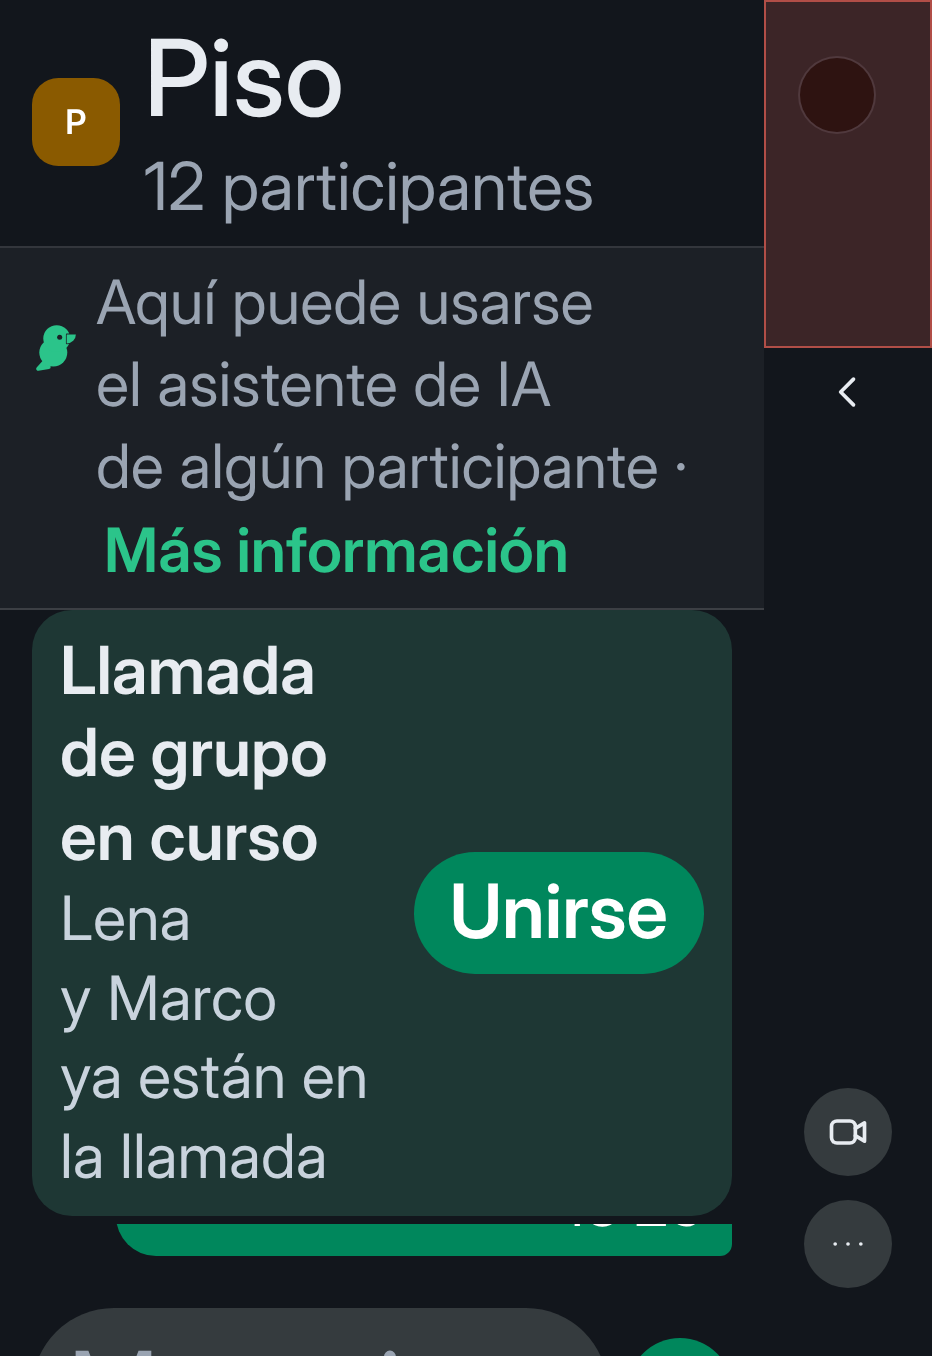 P
Piso
12 participantes
Aquí puede usarse
el asistente de IA
de algún participante ·
Más información
Llamada
de grupo
en curso
Lena
y Marco
ya están en
la llamada
Unirse